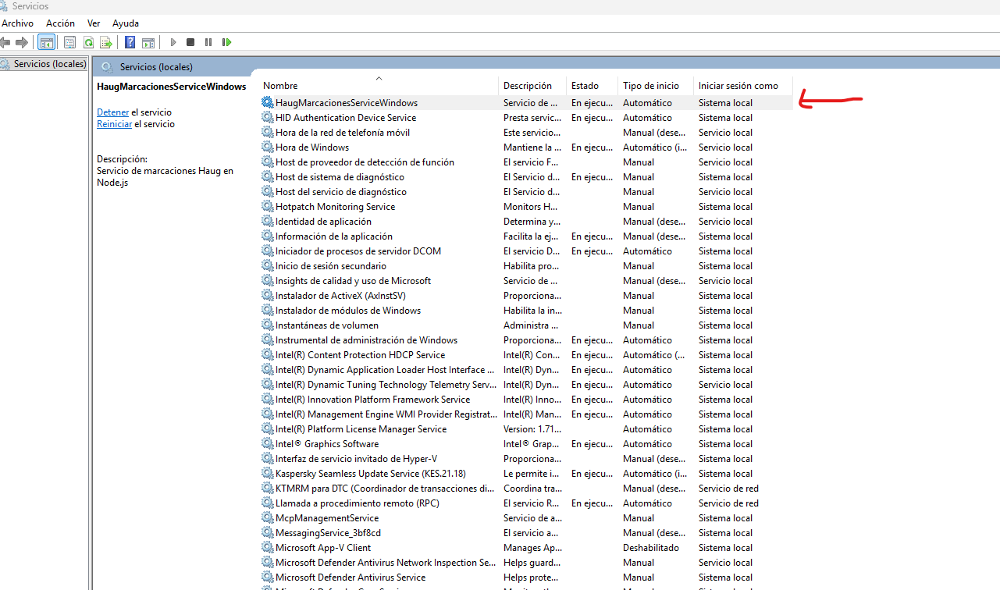 Servicios
Archivo Acción Ver Ayuda
Servicios (locales)
Servicios (locales)
HaugMarcacionesServiceWindows
Detener el servicio
Reiniciar el servicio
Descripción:
Servicio de marcaciones Haug en
Node.js
Nombre Descripción Estado Tipo de inicio Iniciar sesión como
HaugMarcacionesServiceWindows Servicio de ... En ejecu... Automático Sistema local
HID Authentication Device Service Presta servic... En ejecu... Automático Sistema local
Hora de la red de telefonía móvil Este servicio... Manual (dese... Servicio local
Hora de Windows Mantiene la ... En ejecu... Automático (i... Servicio local
Host de proveedor de detección de función El servicio F... Manual Servicio local
Host de sistema de diagnóstico El Servicio d... En ejecu... Manual Sistema local
Host del servicio de diagnóstico El Servicio d... Manual Servicio local
Hotpatch Monitoring Service Monitors H... Manual Sistema local
Identidad de aplicación Determina y... Manual (dese... Servicio local
Información de la aplicación Facilita la ej... En ejecu... Manual (dese... Sistema local
Iniciador de procesos de servidor DCOM El servicio D... En ejecu... Automático Sistema local
Inicio de sesión secundario Habilita pro... Manual Sistema local
Insights de calidad y uso de Microsoft Servicio de ... Manual (dese... Servicio local
Instalador de ActiveX (AxInstSV) Proporciona... Manual Sistema local
Instalador de módulos de Windows Habilita la in... Manual Sistema local
Instantáneas de volumen Administra ... Manual Sistema local
Instrumental de administración de Windows Proporciona... En ejecu... Automático Sistema local
Intel(R) Content Protection HDCP Service Intel(R) Con... En ejecu... Automático (... Sistema local
Intel(R) Dynamic Application Loader Host Interface ... Intel(R) Dyn... En ejecu... Automático Sistema local
Intel(R) Dynamic Tuning Technology Telemetry Serv... Intel(R) Dyn... En ejecu... Automático Servicio local
Intel(R) Innovation Platform Framework Service Intel(R) Inno... En ejecu... Automático Sistema local
Intel(R) Management Engine WMI Provider Registrat... Intel(R) Man... En ejecu... Automático Sistema local
Intel(R) Platform License Manager Service Version: 1.71... Automático Sistema local
Intel® Graphics Software Intel® Grap... En ejecu... Automático Sistema local
Interfaz de servicio invitado de Hyper-V Proporciona... Manual (dese... Sistema local
Kaspersky Seamless Update Service (KES.21.18) Le permite i... En ejecu... Automático (i... Sistema local
KTMRM para DTC (Coordinador de transacciones di... Coordina tra... Manual (dese... Servicio de red
Llamada a procedimiento remoto (RPC) El servicio R... En ejecu... Automático Servicio de red
McpManagementService Servicio de a... Manual Sistema local
MessagingService_3bf8cd El servicio a... Manual (dese... Sistema local
Microsoft App-V Client Manages Ap... Deshabilitado Sistema local
Microsoft Defender Antivirus Network Inspection Se... Helps guard... Manual Servicio local
Microsoft Defender Antivirus Service Helps prote... Manual Sistema local